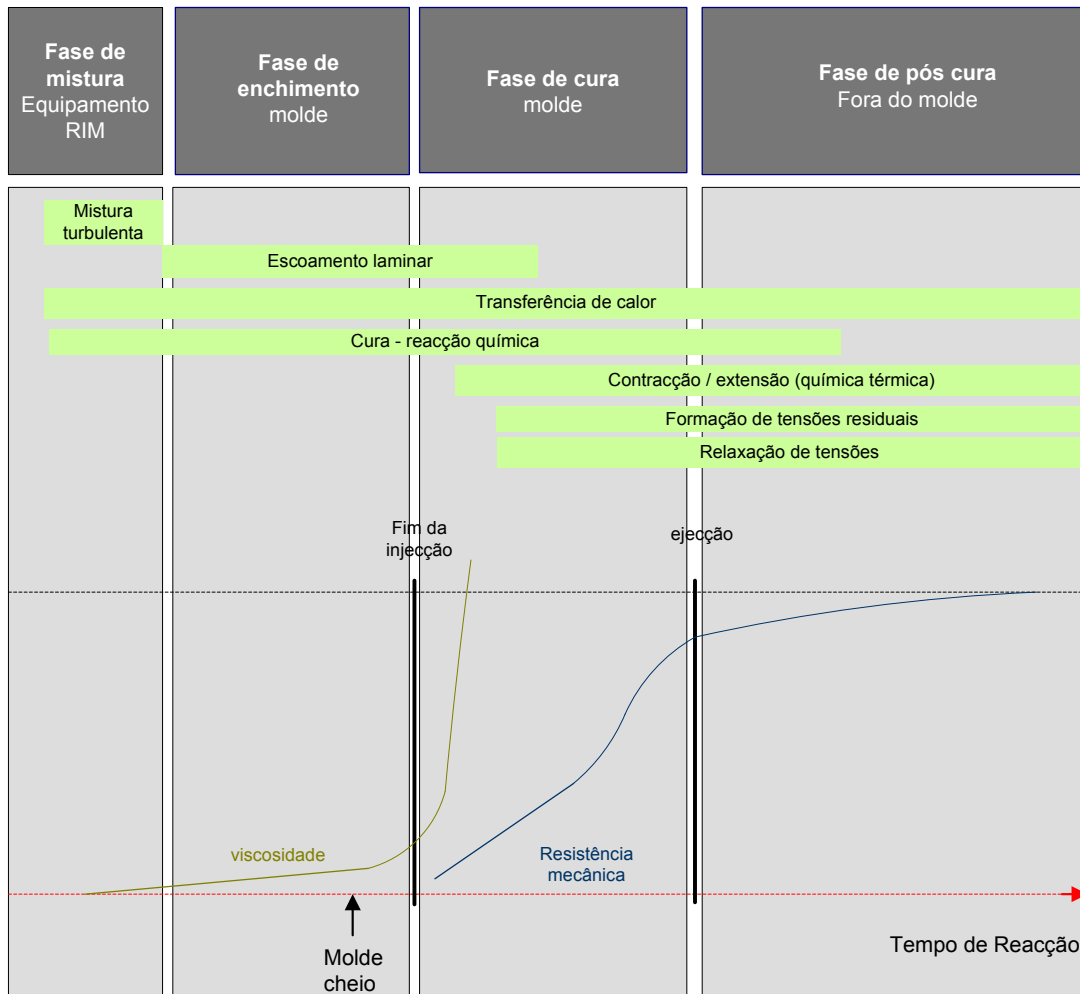 Fase de
mistura
Equipamento
RIM
Fase de
enchimento
molde
Fase de cura
molde
Fase de pós cura
Fora do molde
Mistura
turbulenta
Escoamento laminar
Transferência de calor
Cura - reacção química
Contracção / extensão (química térmica)
Formação de tensões residuais
Relaxação de tensões
Fim da
injecção
ejecção
viscosidade
Resistência
mecânica
Molde
cheio
Tempo de Reacção